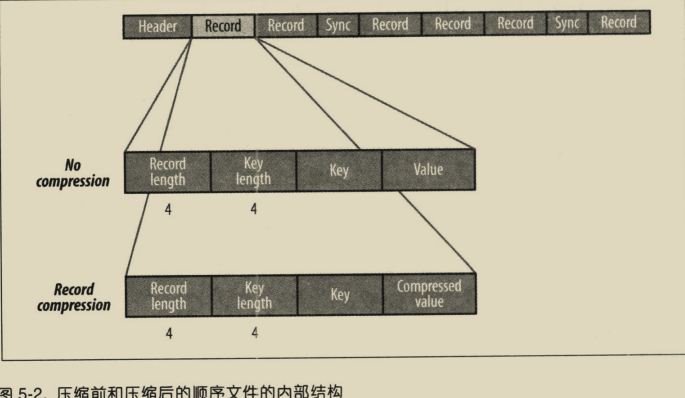 Header Record Record Sync Record Record Record Sync Record
No compression
Record length Key length Key Value
4 4
Record compression
Record length Key length Key Compressed value
4 4
图 5-2. 压缩前和压缩后的顺序文件的内部结构